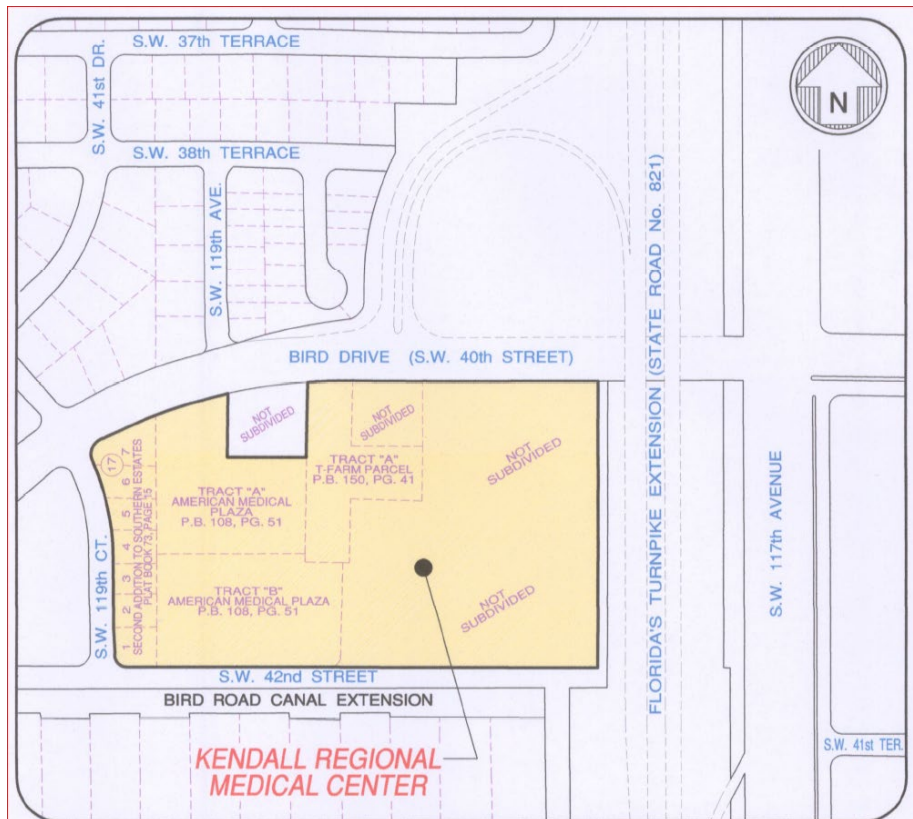 S.W. 37th TERRACE
S.W. 41st DR.
N
S.W. 38th TERRACE
S.W. 119th AVE.
FLORIDA'S TURNPIKE EXTENSION (STATE ROAD No. 821)
BIRD DRIVE (S.W. 40th STREET)
NOT
SUBDIVIDED
NOT
SUBDIVIDED
NOT
SUBDIVIDED
TRACT "A"
T-FARM PARCEL
P.B. 150, PG. 41
17
7
6
5
4
3
2
1
SECOND ADDITION TO SOUTHERN ESTATES
PLAT BOOK 73, PAGE 15
TRACT "A"
AMERICAN MEDICAL
PLAZA
P.B. 108, PG. 51
S.W. 117th AVENUE
S.W. 119th CT.
TRACT "B"
AMERICAN MEDICAL PLAZA
P.B. 108, PG. 51
NOT
SUBDIVIDED
S.W. 42nd STREET
BIRD ROAD CANAL EXTENSION
S.W. 41st TER.
KENDALL REGIONAL
MEDICAL CENTER